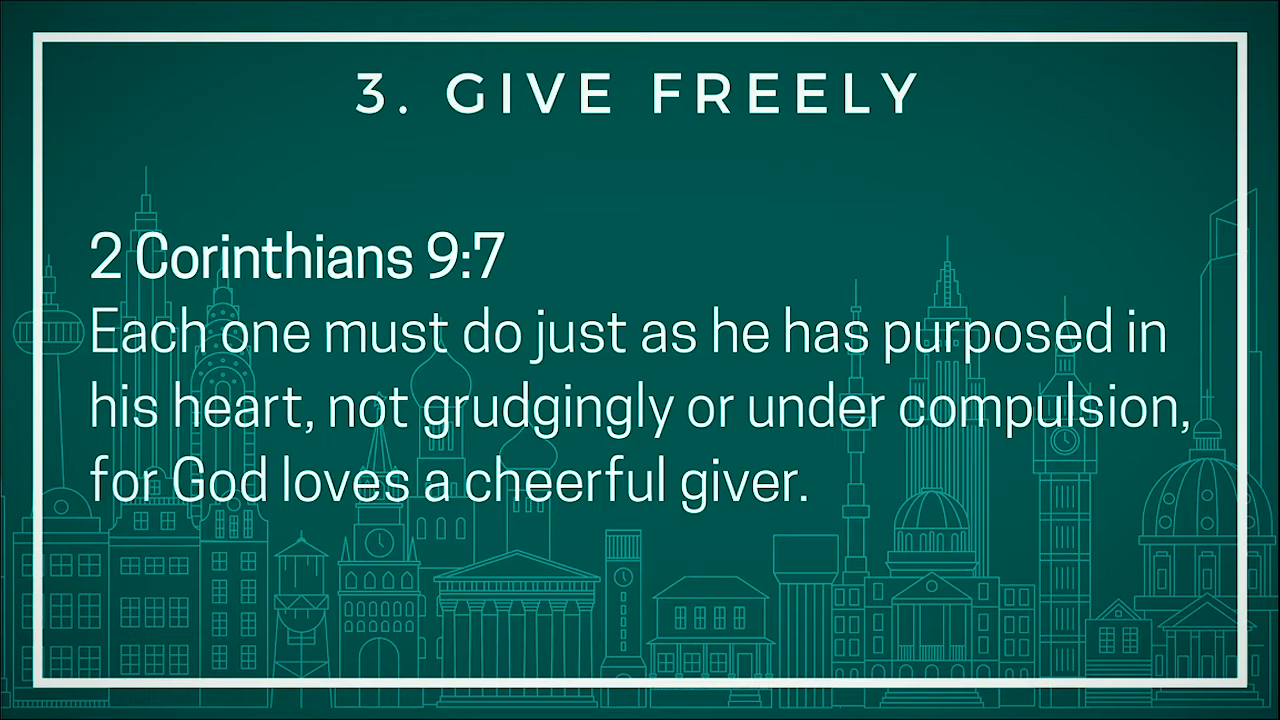 3. GIVE FREELY
2 Corinthians 9:7
Each one must do just as he has purposed in
his heart, not grudgingly or under compulsion,
for God loves a cheerful giver.